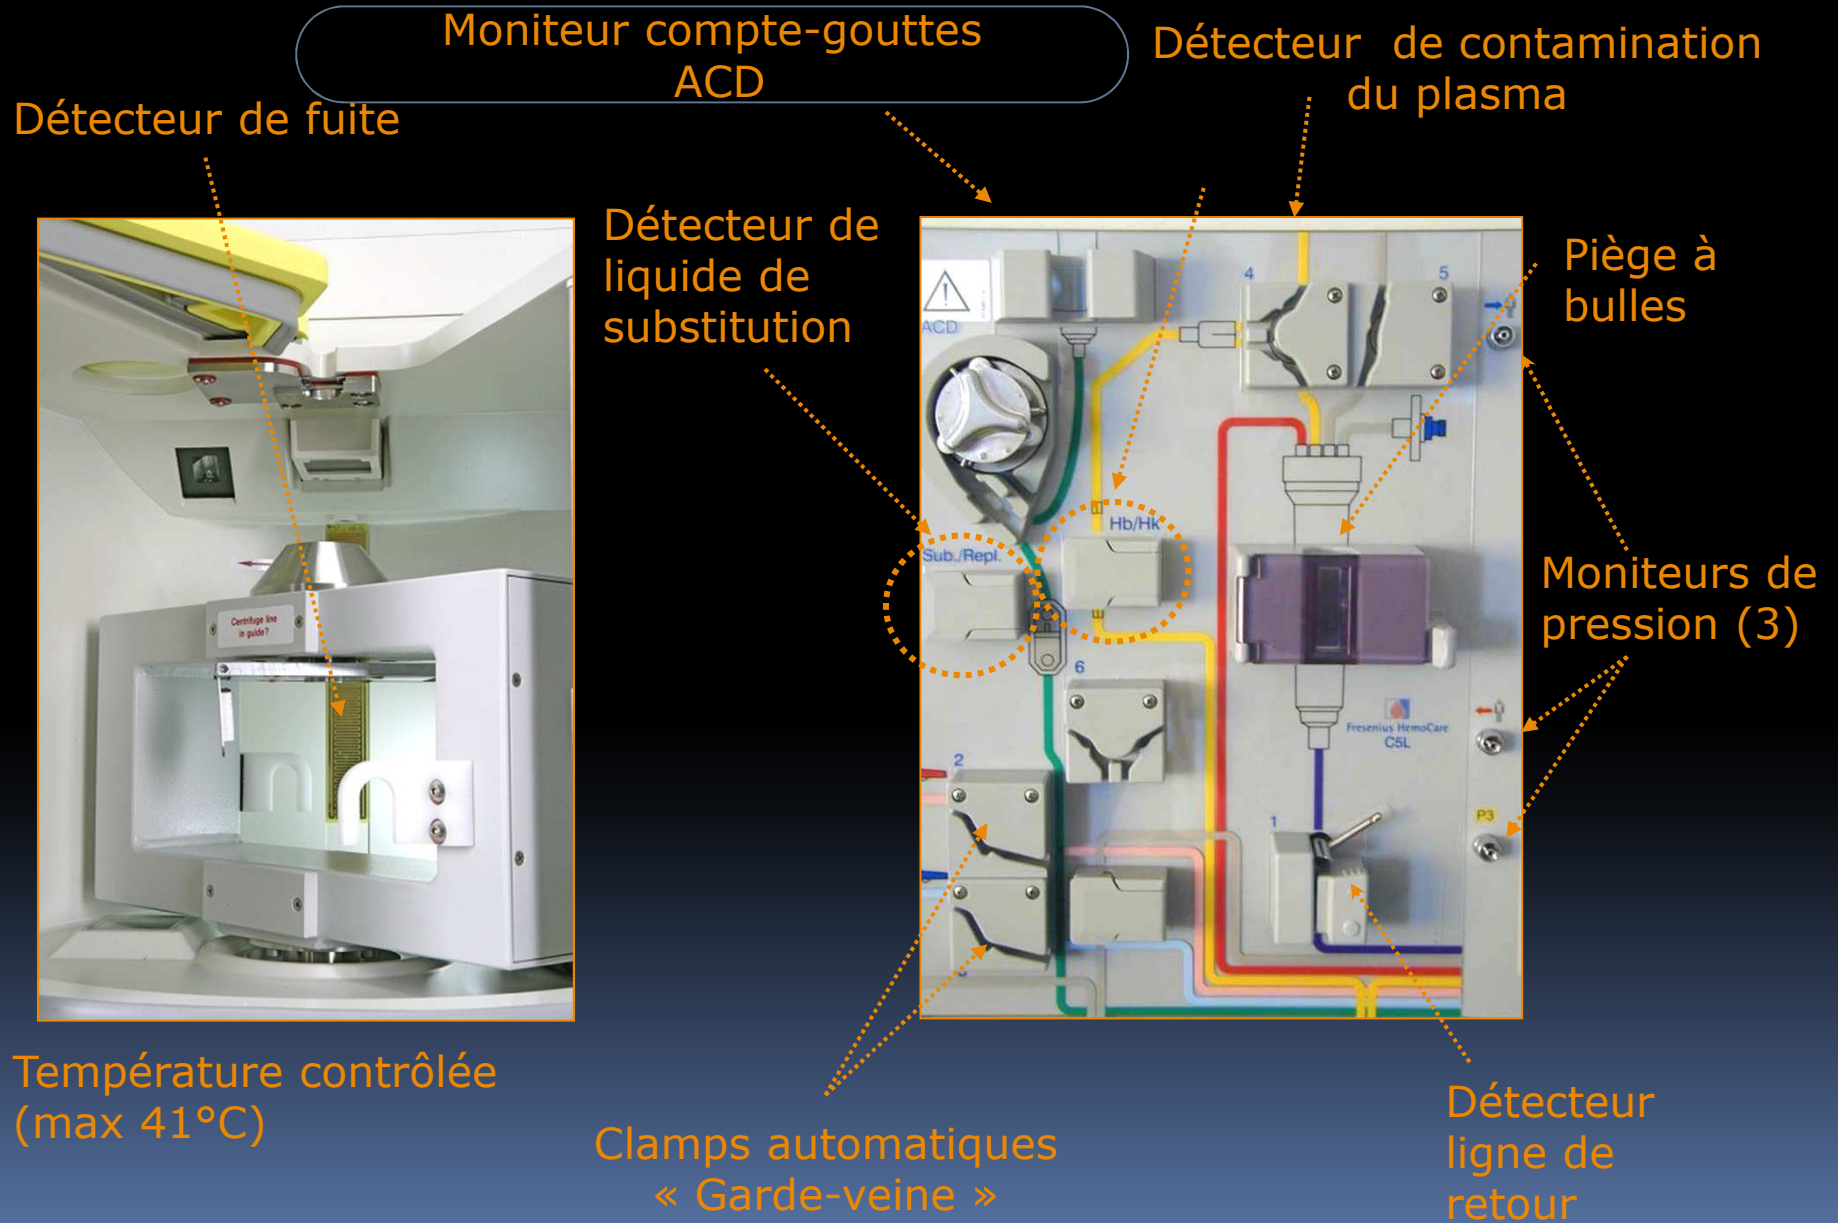 Moniteur compte-gouttes
ACD
Détecteur de contamination
du plasma
Détecteur de fuite
Détecteur de
liquide de
substitution
Piège à
bulles
ACD
4
5
Hb/Hk
Sub./Repl.
Centrifuge line
in guide?
Moniteurs de
pression (3)
6
Fresenius HemoCare
C5L
2
1
P3
Température contrôlée
(max 41°C)
Clamps automatiques
« Garde-veine »
Détecteur
ligne de
retour